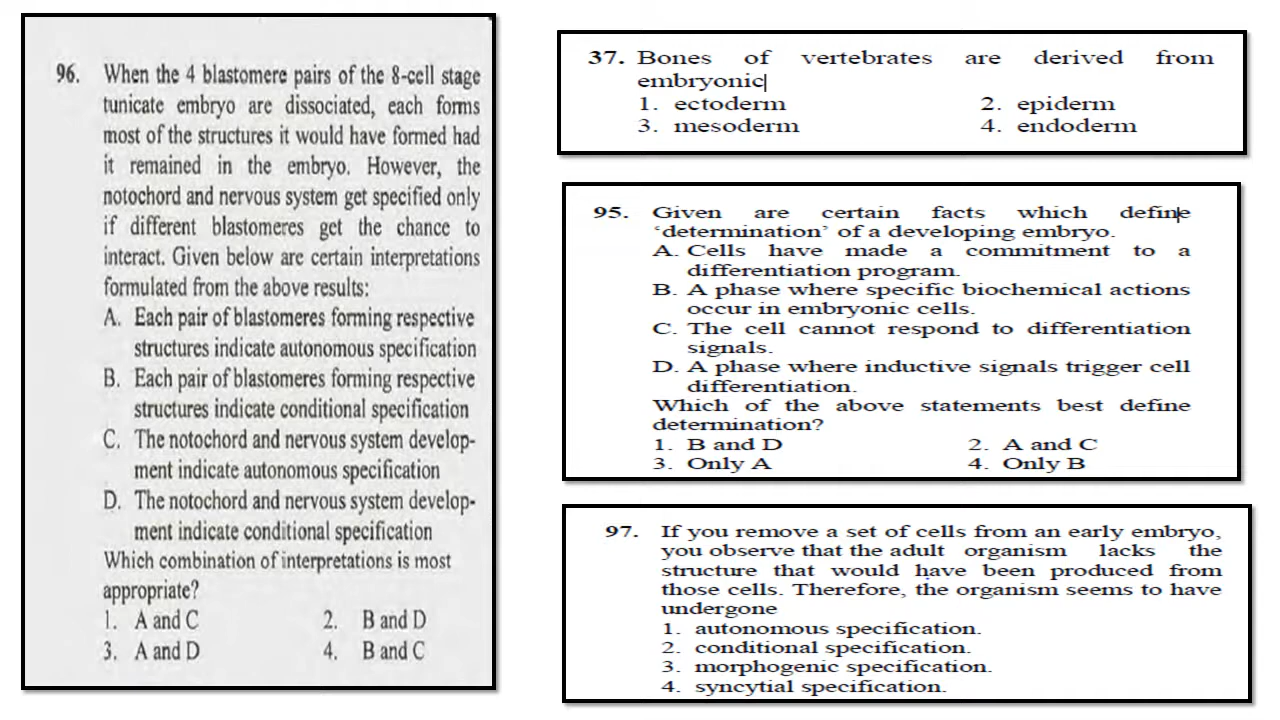 96. When the 4 blastomere pairs of the 8-cell stage
tunicate embryo are dissociated, each forms
most of the structures it would have formed had
it remained in the embryo. However, the
notochord and nervous system get specified only
if different blastomeres get the chance to
interact. Given below are certain interpretations
formulated from the above results:
A. Each pair of blastomeres forming respective
structures indicate autonomous specification
B. Each pair of blastomeres forming respective
structures indicate conditional specification
C. The notochord and nervous system develop-
ment indicate autonomous specification
D. The notochord and nervous system develop-
ment indicate conditional specification
Which combination of interpretations is most
appropriate?
1. A and C 2. B and D
3. A and D 4. B and C
37. Bones of vertebrates are derived from
embryonic
1. ectoderm 2. epiderm
3. mesoderm 4. endoderm
95. Given are certain facts which define
‘determination’ of a developing embryo.
A. Cells have made a commitment to a
differentiation program.
B. A phase where specific biochemical actions
occur in embryonic cells.
C. The cell cannot respond to differentiation
signals.
D. A phase where inductive signals trigger cell
differentiation.
Which of the above statements best define
determination?
1. B and D 2. A and C
3. Only A 4. Only B
97. If you remove a set of cells from an early embryo,
you observe that the adult organism lacks the
structure that would have been produced from
those cells. Therefore, the organism seems to have
undergone
1. autonomous specification.
2. conditional specification.
3. morphogenic specification.
4. syncytial specification.